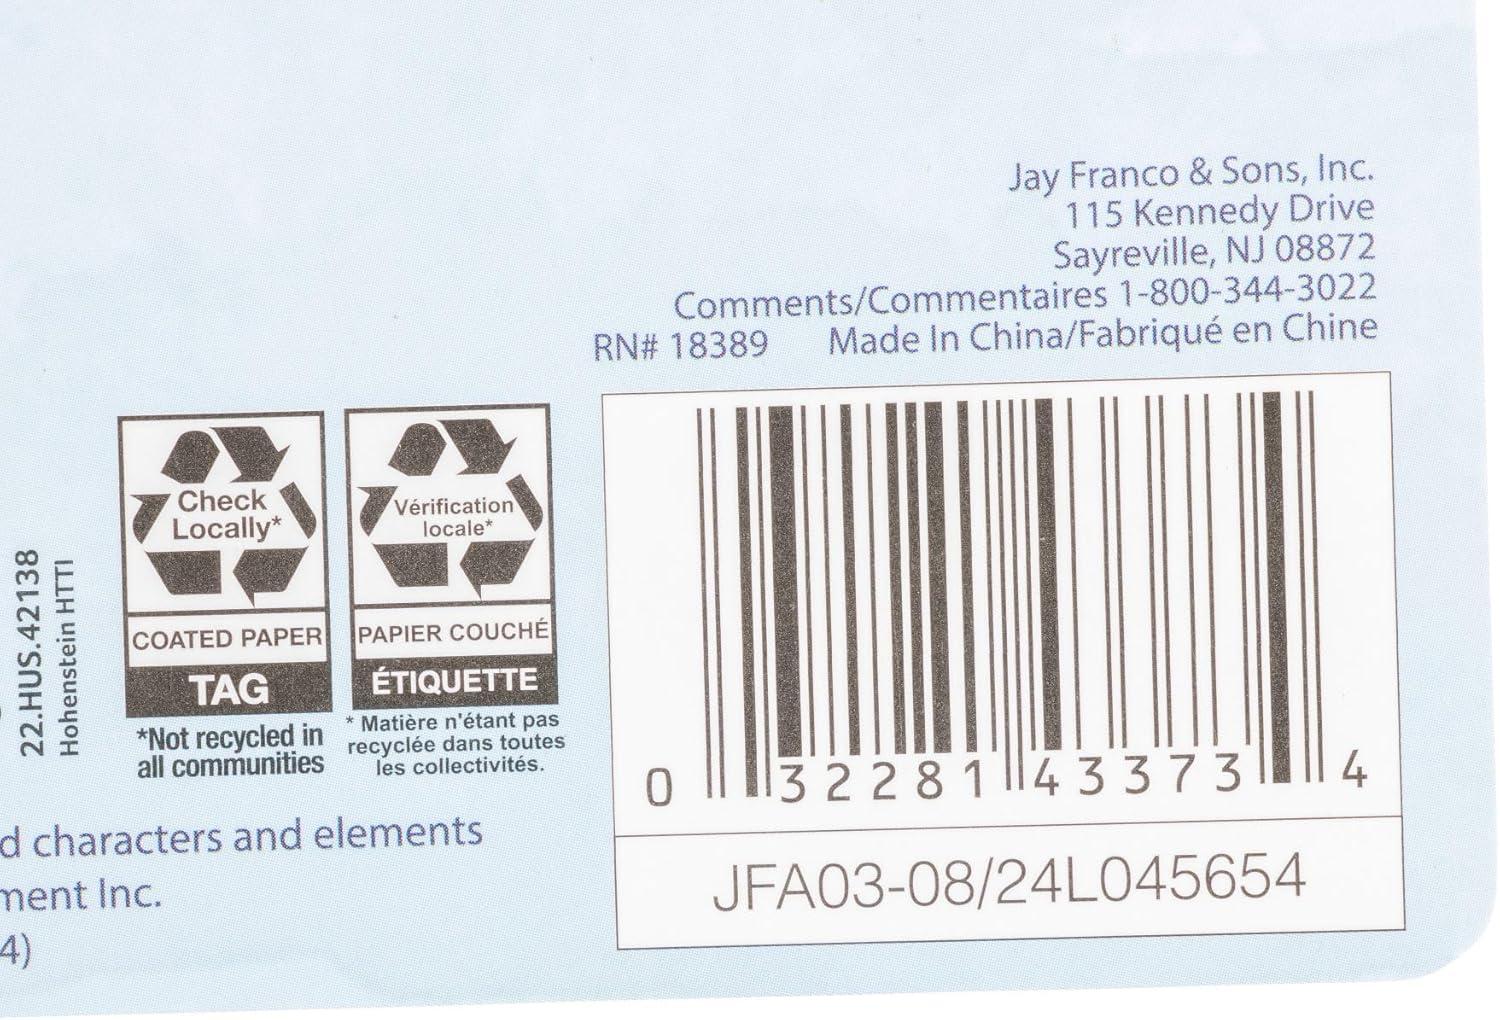 Jay Franco & Sons, Inc.
115 Kennedy Drive
Sayreville, NJ 08872
Comments/Commentaires 1-800-344-3022
RN# 18389 Made In China/Fabriqué en Chine
22.HUS.42138
Hohenstein HTTI
Check
Locally*
COATED PAPER
TAG
*Not recycled in
all communities
Vérification
locale*
PAPIER COUCHÉ
ÉTIQUETTE
* Matière n'étant pas
recyclée dans toutes
les collectivités.
0 32281 43373 4
JFA03-08/24L045654
d characters and elements
ment Inc.
4)